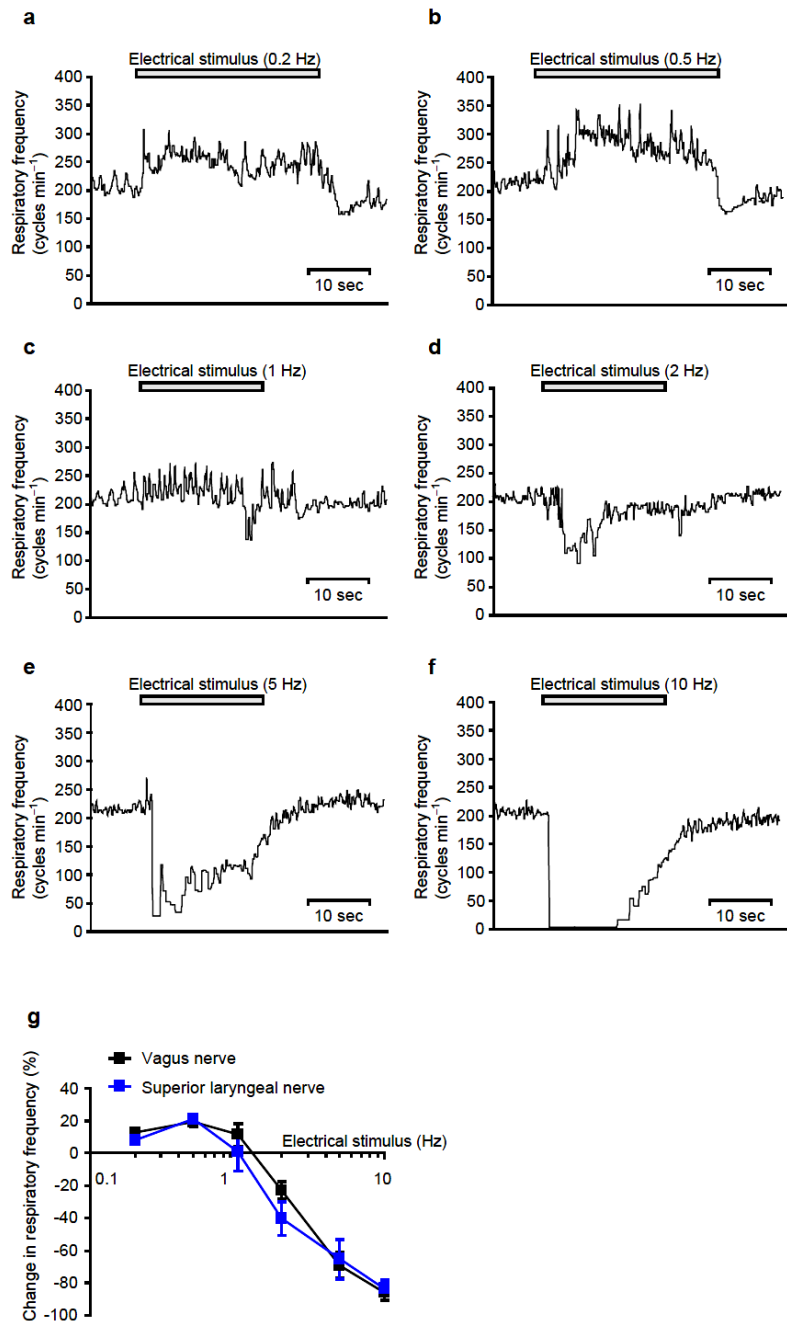 a
Electrical stimulus (0.2 Hz)
Respiratory frequency
(cycles min⁻¹)
400
350
300
250
200
150
100
50
0
10 sec
b
Electrical stimulus (0.5 Hz)
Respiratory frequency
(cycles min⁻¹)
400
350
300
250
200
150
100
50
0
10 sec
c
Electrical stimulus (1 Hz)
Respiratory frequency
(cycles min⁻¹)
400
350
300
250
200
150
100
50
0
10 sec
d
Electrical stimulus (2 Hz)
Respiratory frequency
(cycles min⁻¹)
400
350
300
250
200
150
100
50
0
10 sec
e
Electrical stimulus (5 Hz)
Respiratory frequency
(cycles min⁻¹)
400
350
300
250
200
150
100
50
0
10 sec
f
Electrical stimulus (10 Hz)
Respiratory frequency
(cycles min⁻¹)
400
350
300
250
200
150
100
50
0
10 sec
g
Vagus nerve
Superior laryngeal nerve
Change in respiratory frequency (%)
40
20
0
-20
-40
-60
-80
-100
Electrical stimulus (Hz)
0.1
1
10